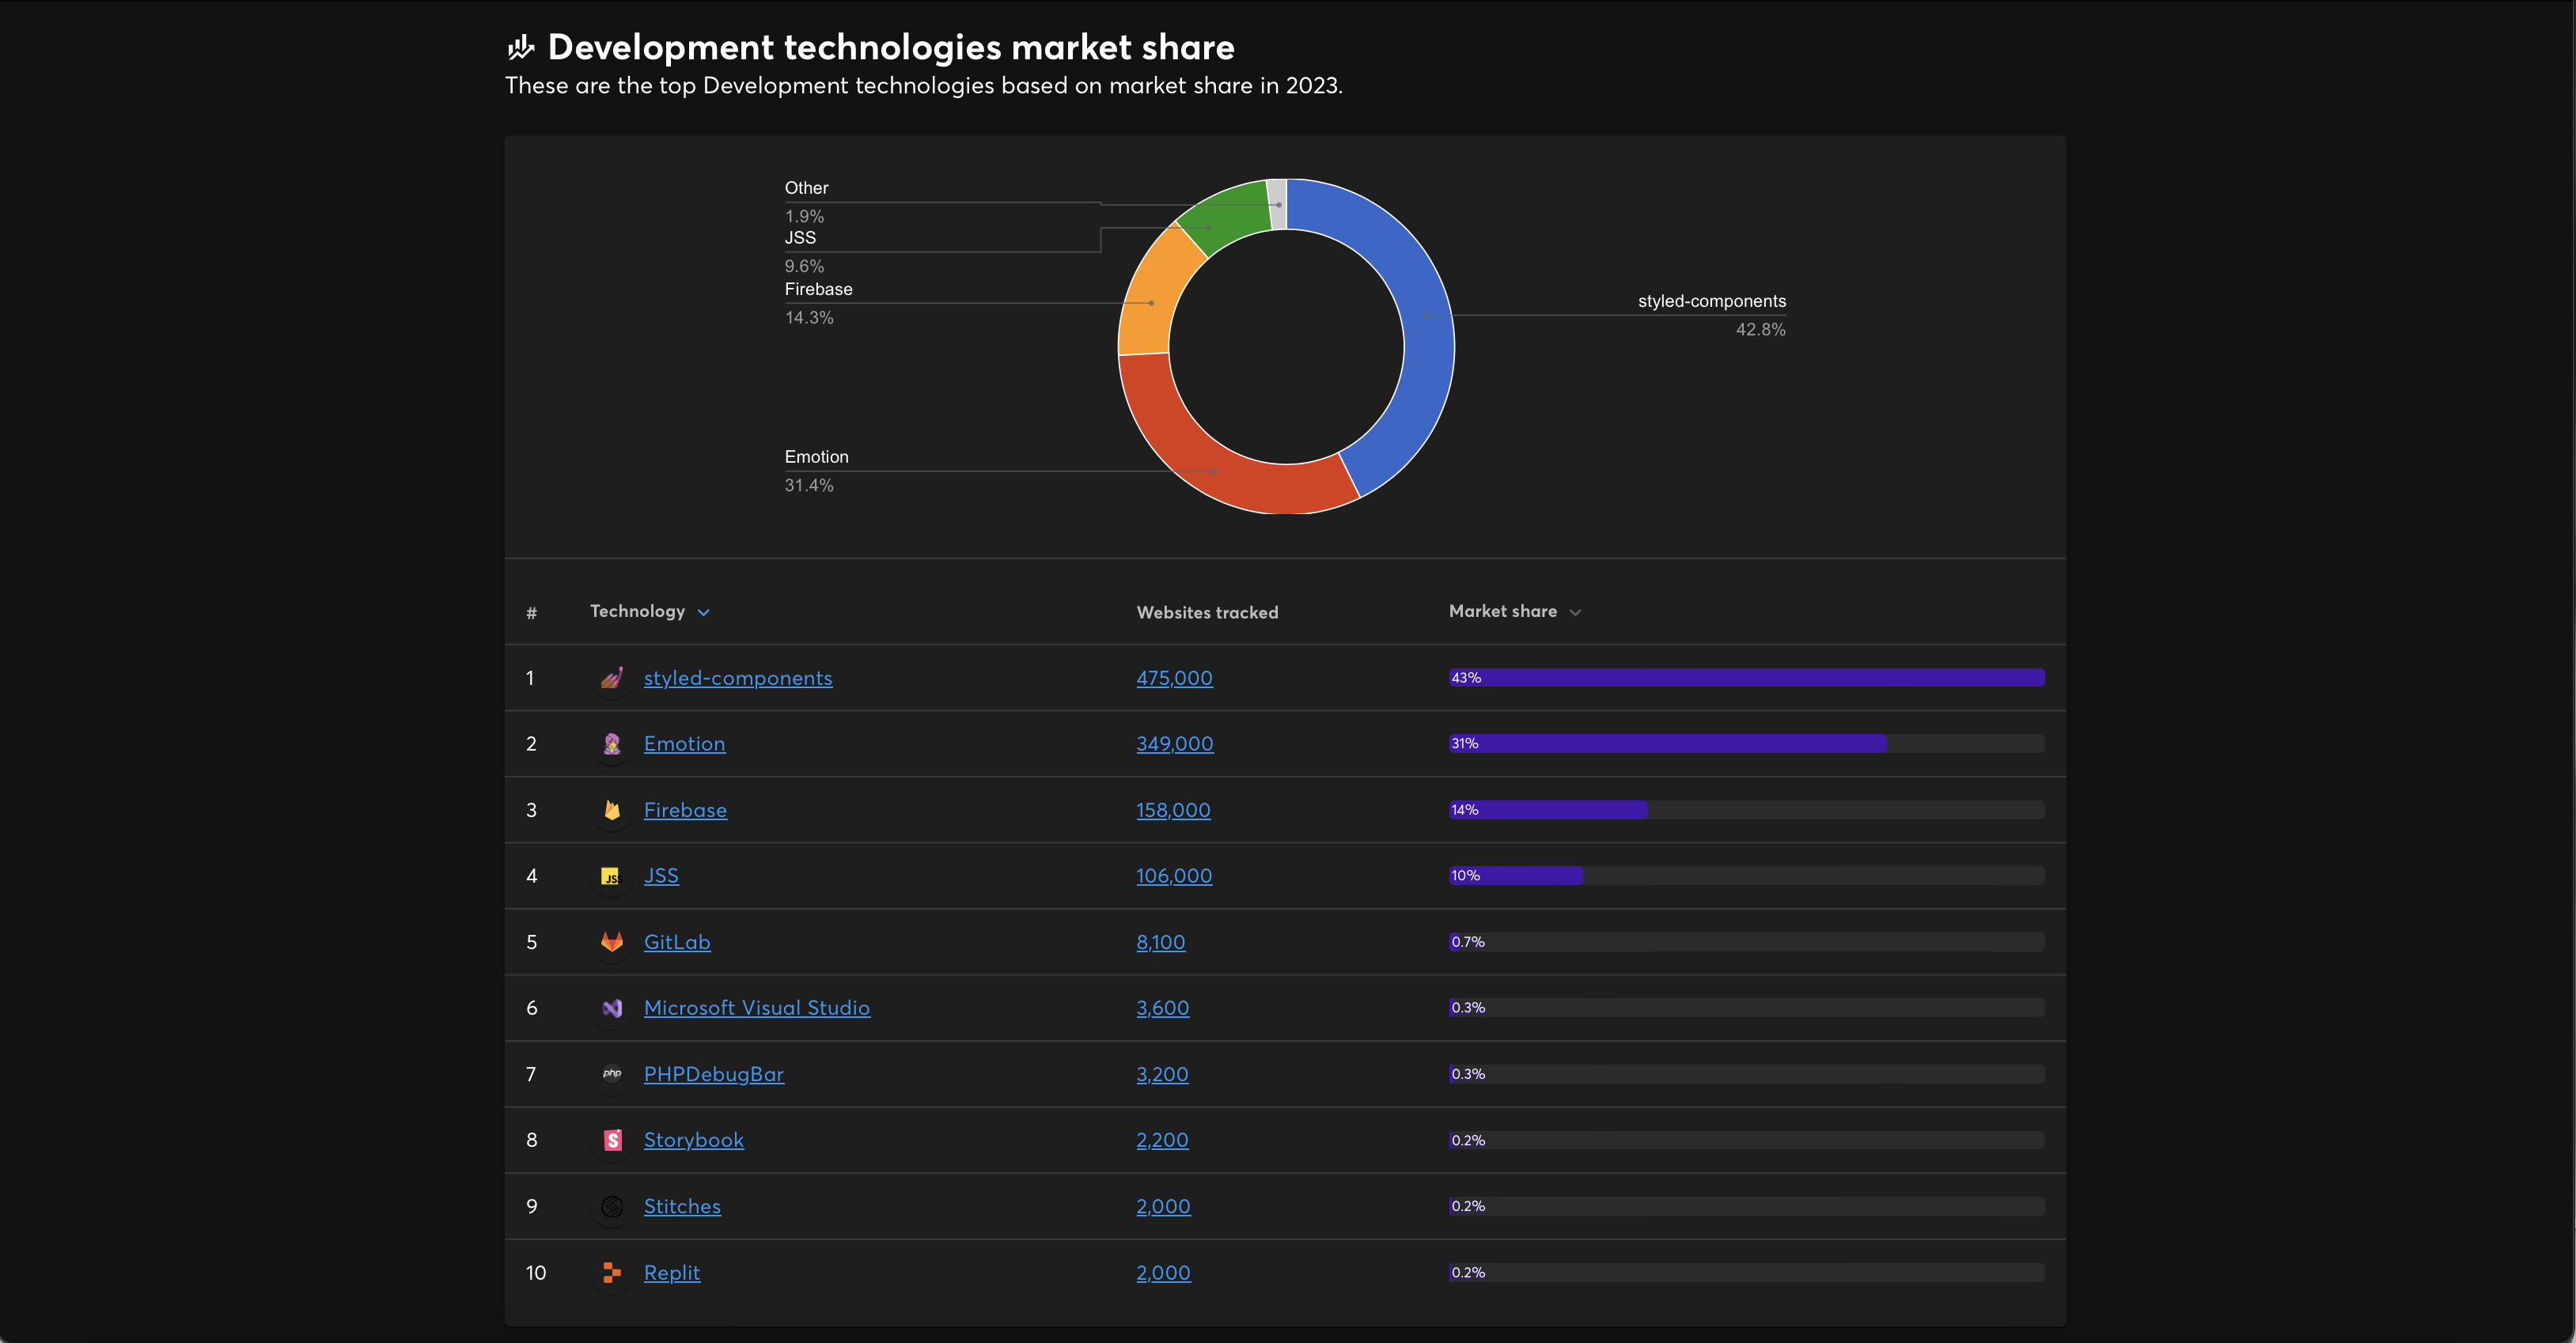 Development technologies market share
These are the top Development technologies based on market share in 2023.
Other
1.9%
JSS
9.6%
Firebase
14.3%
Emotion
31.4%
styled-components
42.8%
# Technology Websites tracked Market share
1 styled-components 475,000 43%
2 Emotion 349,000 31%
3 Firebase 158,000 14%
4 JSS JSS 106,000 10%
5 GitLab 8,100 0.7%
6 Microsoft Visual Studio 3,600 0.3%
7 php PHPDebugBar 3,200 0.3%
8 S Storybook 2,200 0.2%
9 Stitches 2,000 0.2%
10 Replit 2,000 0.2%